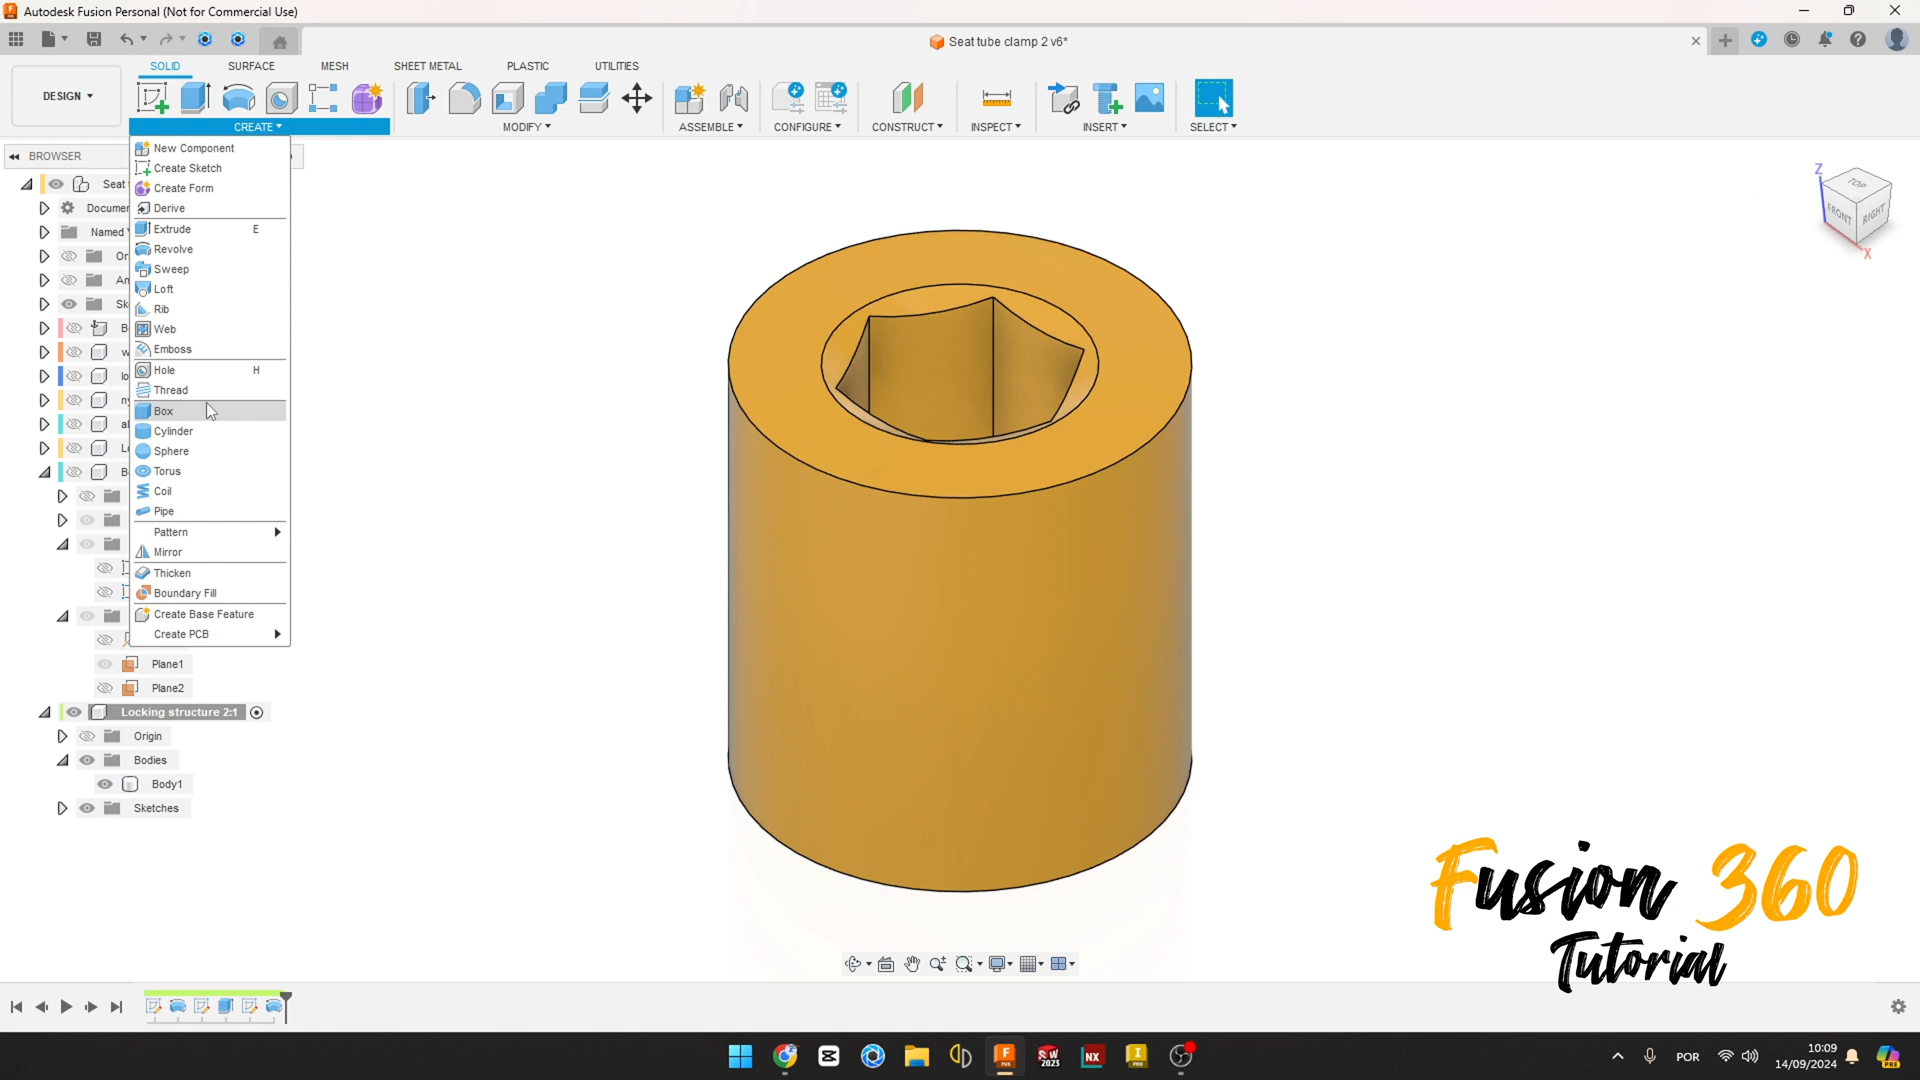 Autodesk Fusion Personal (Not for Commercial Use)
Seat tube clamp 2 v6*
SOLID
SURFACE
MESH
SHEET METAL
PLASTIC
UTILITIES
DESIGN
CREATE
MODIFY
ASSEMBLE
CONFIGURE
CONSTRUCT
INSPECT
INSERT
SELECT
BROWSER
Seat
Documen
Named
Or
An
Sk
New Component
Create Sketch
Create Form
Derive
Extrude E
Revolve
Sweep
Loft
Rib
Web
Emboss
Hole H
Thread
Box
Cylinder
Sphere
Torus
Coil
Pipe
Pattern
Mirror
Thicken
Boundary Fill
Create Base Feature
Create PCB
Plane1
Plane2
Locking structure 2:1
Origin
Bodies
Body1
Sketches
Z
TOP
FRONT
RIGHT
X
Fusion 360
Tutorial
POR
10:09
14/09/2024